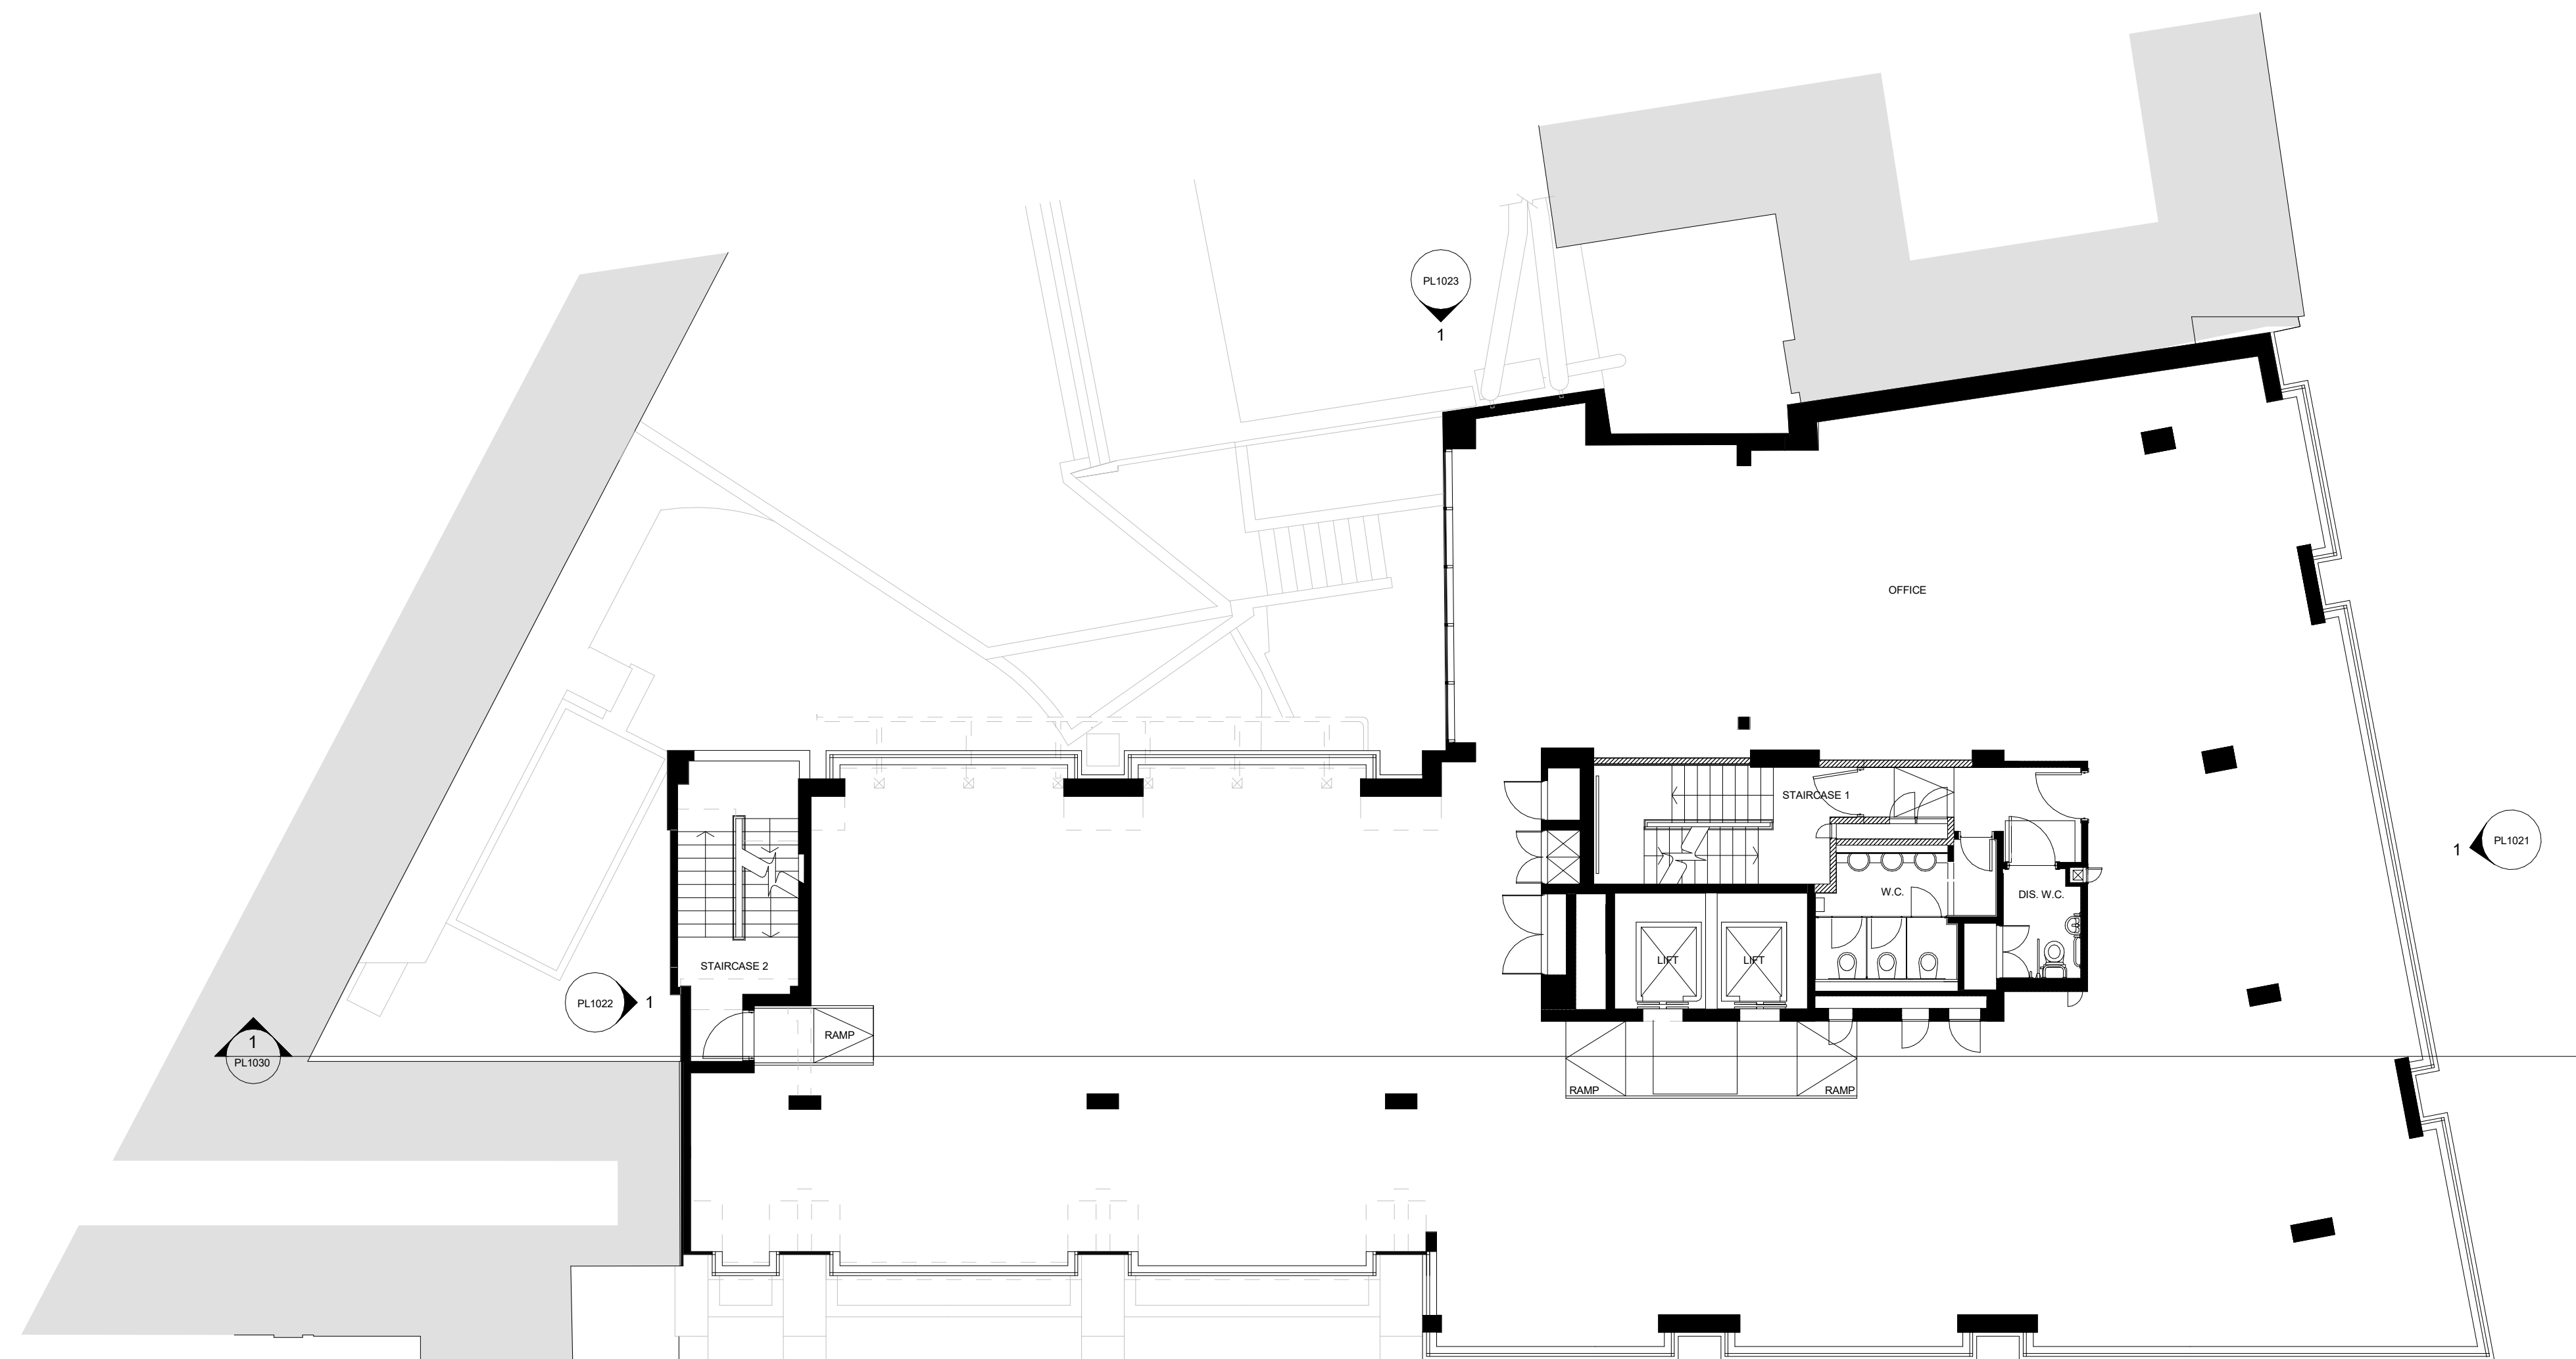 PL1023
1
OFFICE
STAIRCASE 1
PL1021
1
W.C.
DIS. W.C.
LIFT
LIFT
STAIRCASE 2
PL1022
1
RAMP
1
PL1030
RAMP
RAMP